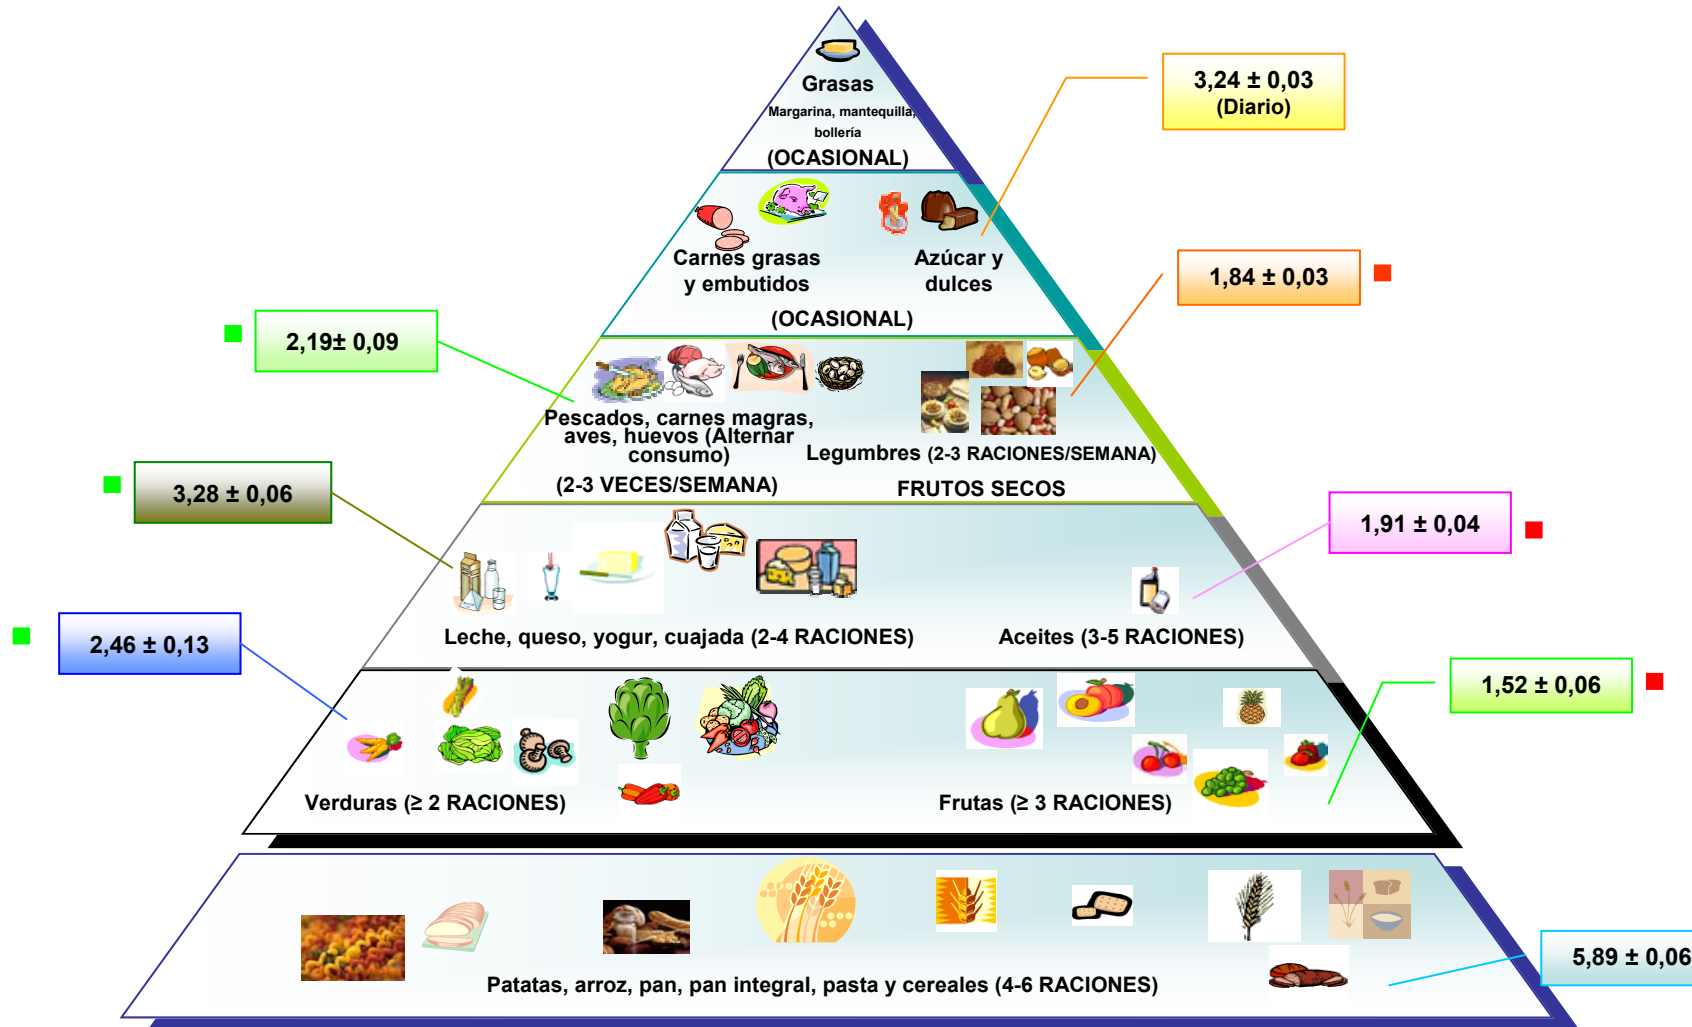 Grasas
Margarina, mantequilla,
bollería
(OCASIONAL)
3,24 ± 0,03
(Diario)
Carnes grasas
y embutidos
Azúcar y
dulces
(OCASIONAL)
1,84 ± 0,03
2,19± 0,09
Pescados, carnes magras,
aves, huevos (Alternar
consumo)
(2-3 VECES/SEMANA)
Legumbres (2-3 RACIONES/SEMANA)
FRUTOS SECOS
3,28 ± 0,06
1,91 ± 0,04
Leche, queso, yogur, cuajada (2-4 RACIONES)
Aceites (3-5 RACIONES)
2,46 ± 0,13
1,52 ± 0,06
Verduras (≥ 2 RACIONES)
Frutas (≥ 3 RACIONES)
5,89 ± 0,06
Patatas, arroz, pan, pan integral, pasta y cereales (4-6 RACIONES)